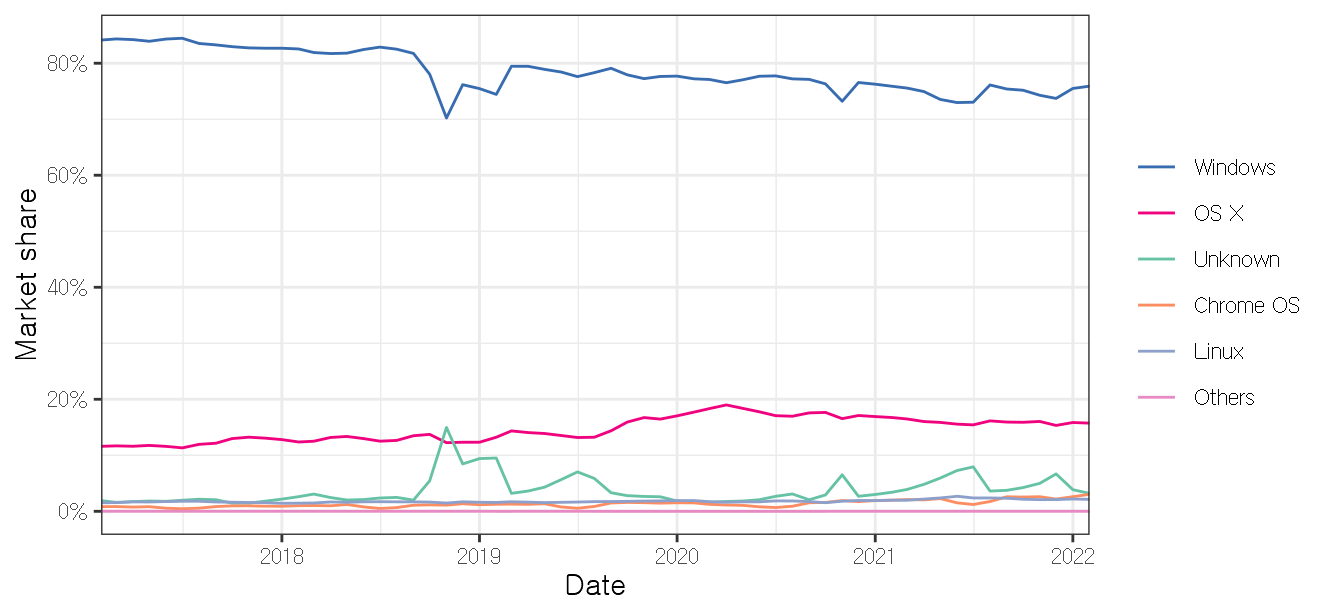 80%
60%
40%
20%
0%
Market share
2018
2019
2020
2021
2022
Date
Windows
OS X
Unknown
Chrome OS
Linux
Others